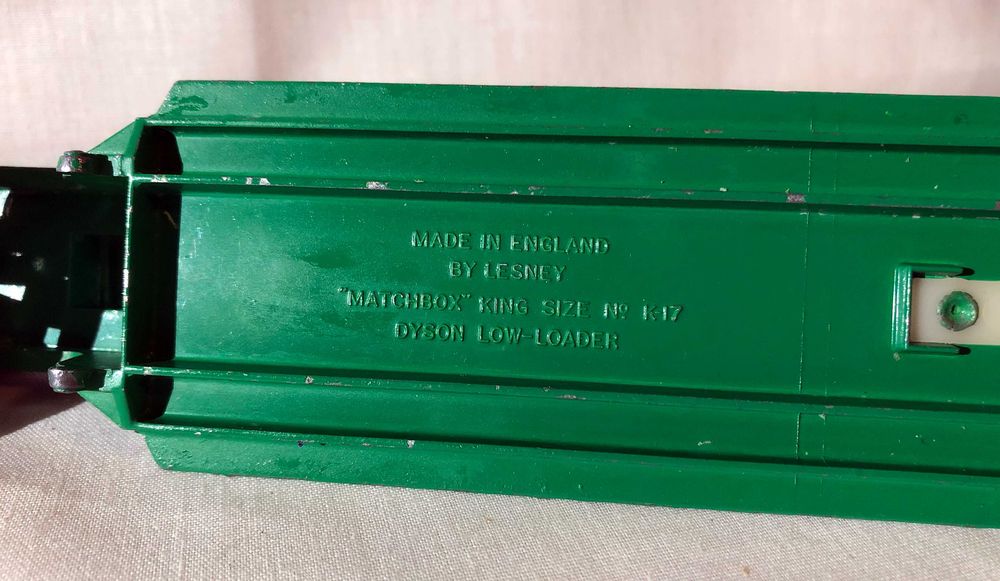 MADE IN ENGLAND
BY LESNEY
"MATCHBOX" KING SIZE Nº K-17
DYSON LOW-LOADER